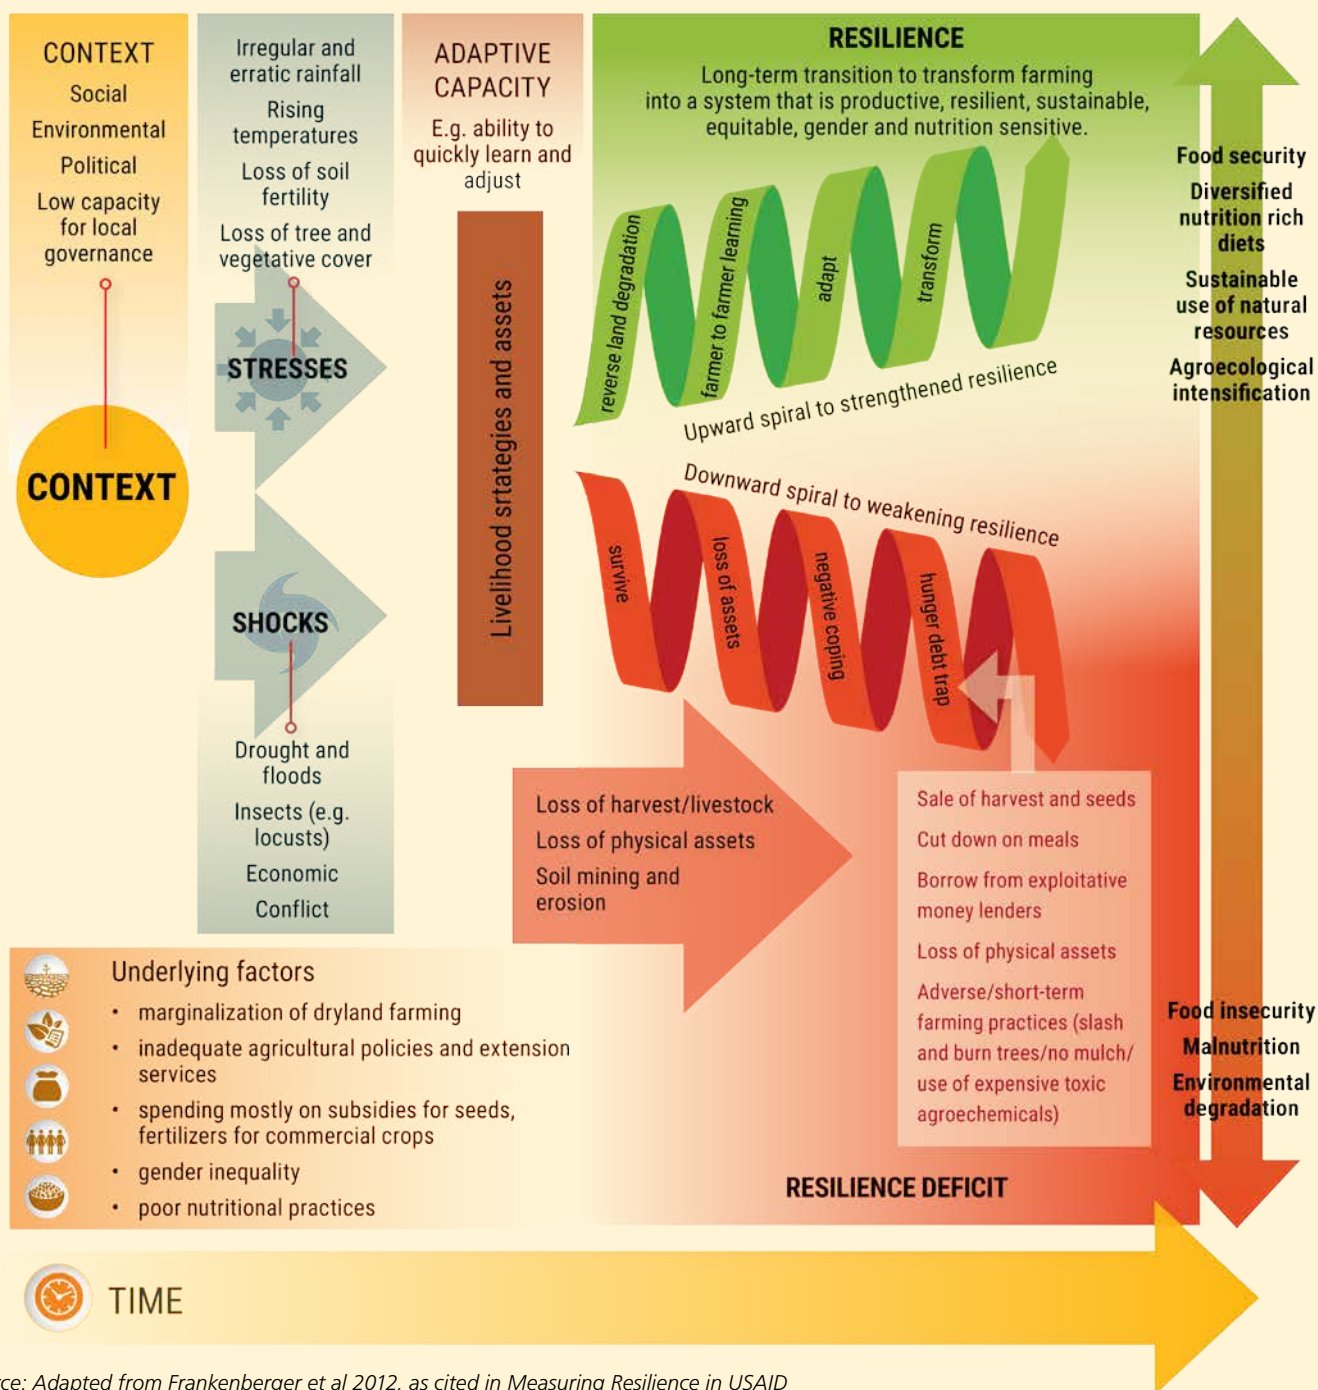 CONTEXT
Social
Environmental
Political
Low capacity
for local
governance
CONTEXT
Irregular and
erratic rainfall
Rising
temperatures
Loss of soil
fertility
Loss of tree and
vegetative cover
STRESSES
SHOCKS
Drought and
floods
Insects (e.g.
locusts)
Economic
Conflict
ADAPTIVE
CAPACITY
E.g. ability to
quickly learn and
adjust
Livelihood srtategies and assets
RESILIENCE
Long-term transition to transform farming
into a system that is productive, resilient, sustainable,
equitable, gender and nutrition sensitive.
reverse land degradation
farmer to farmer learning
adapt
transform
Upward spiral to strengthened resilience
Downward spiral to weakening resilience
survive
loss of assets
negative coping
hunger debt trap
Loss of harvest/livestock
Loss of physical assets
Soil mining and
erosion
Sale of harvest and seeds
Cut down on meals
Borrow from exploitative
money lenders
Loss of physical assets
Adverse/short-term
farming practices (slash
and burn trees/no mulch/
use of expensive toxic
agroechemicals)
RESILIENCE DEFICIT
Food security
Diversified
nutrition rich
diets
Sustainable
use of natural
resources
Agroecological
intensification
Food insecurity
Malnutrition
Environmental
degradation
Underlying factors
• marginalization of dryland farming
• inadequate agricultural policies and extension
services
• spending mostly on subsidies for seeds,
fertilizers for commercial crops
• gender inequality
• poor nutritional practices
TIME
rce: Adapted from Frankenberger et al 2012, as cited in Measuring Resilience in USAID